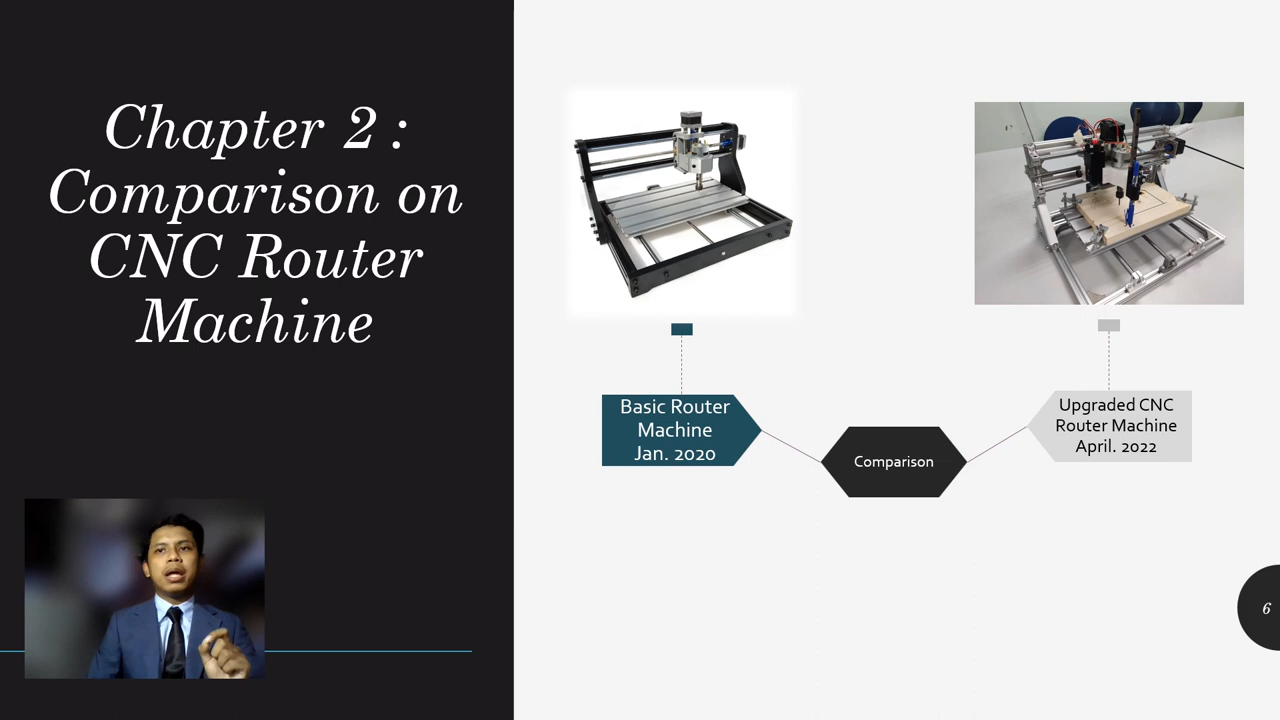 Chapter 2 :
Comparison on
CNC Router
Machine
Basic Router
Machine
Jan. 2020
Comparison
Upgraded CNC
Router Machine
April. 2022
6